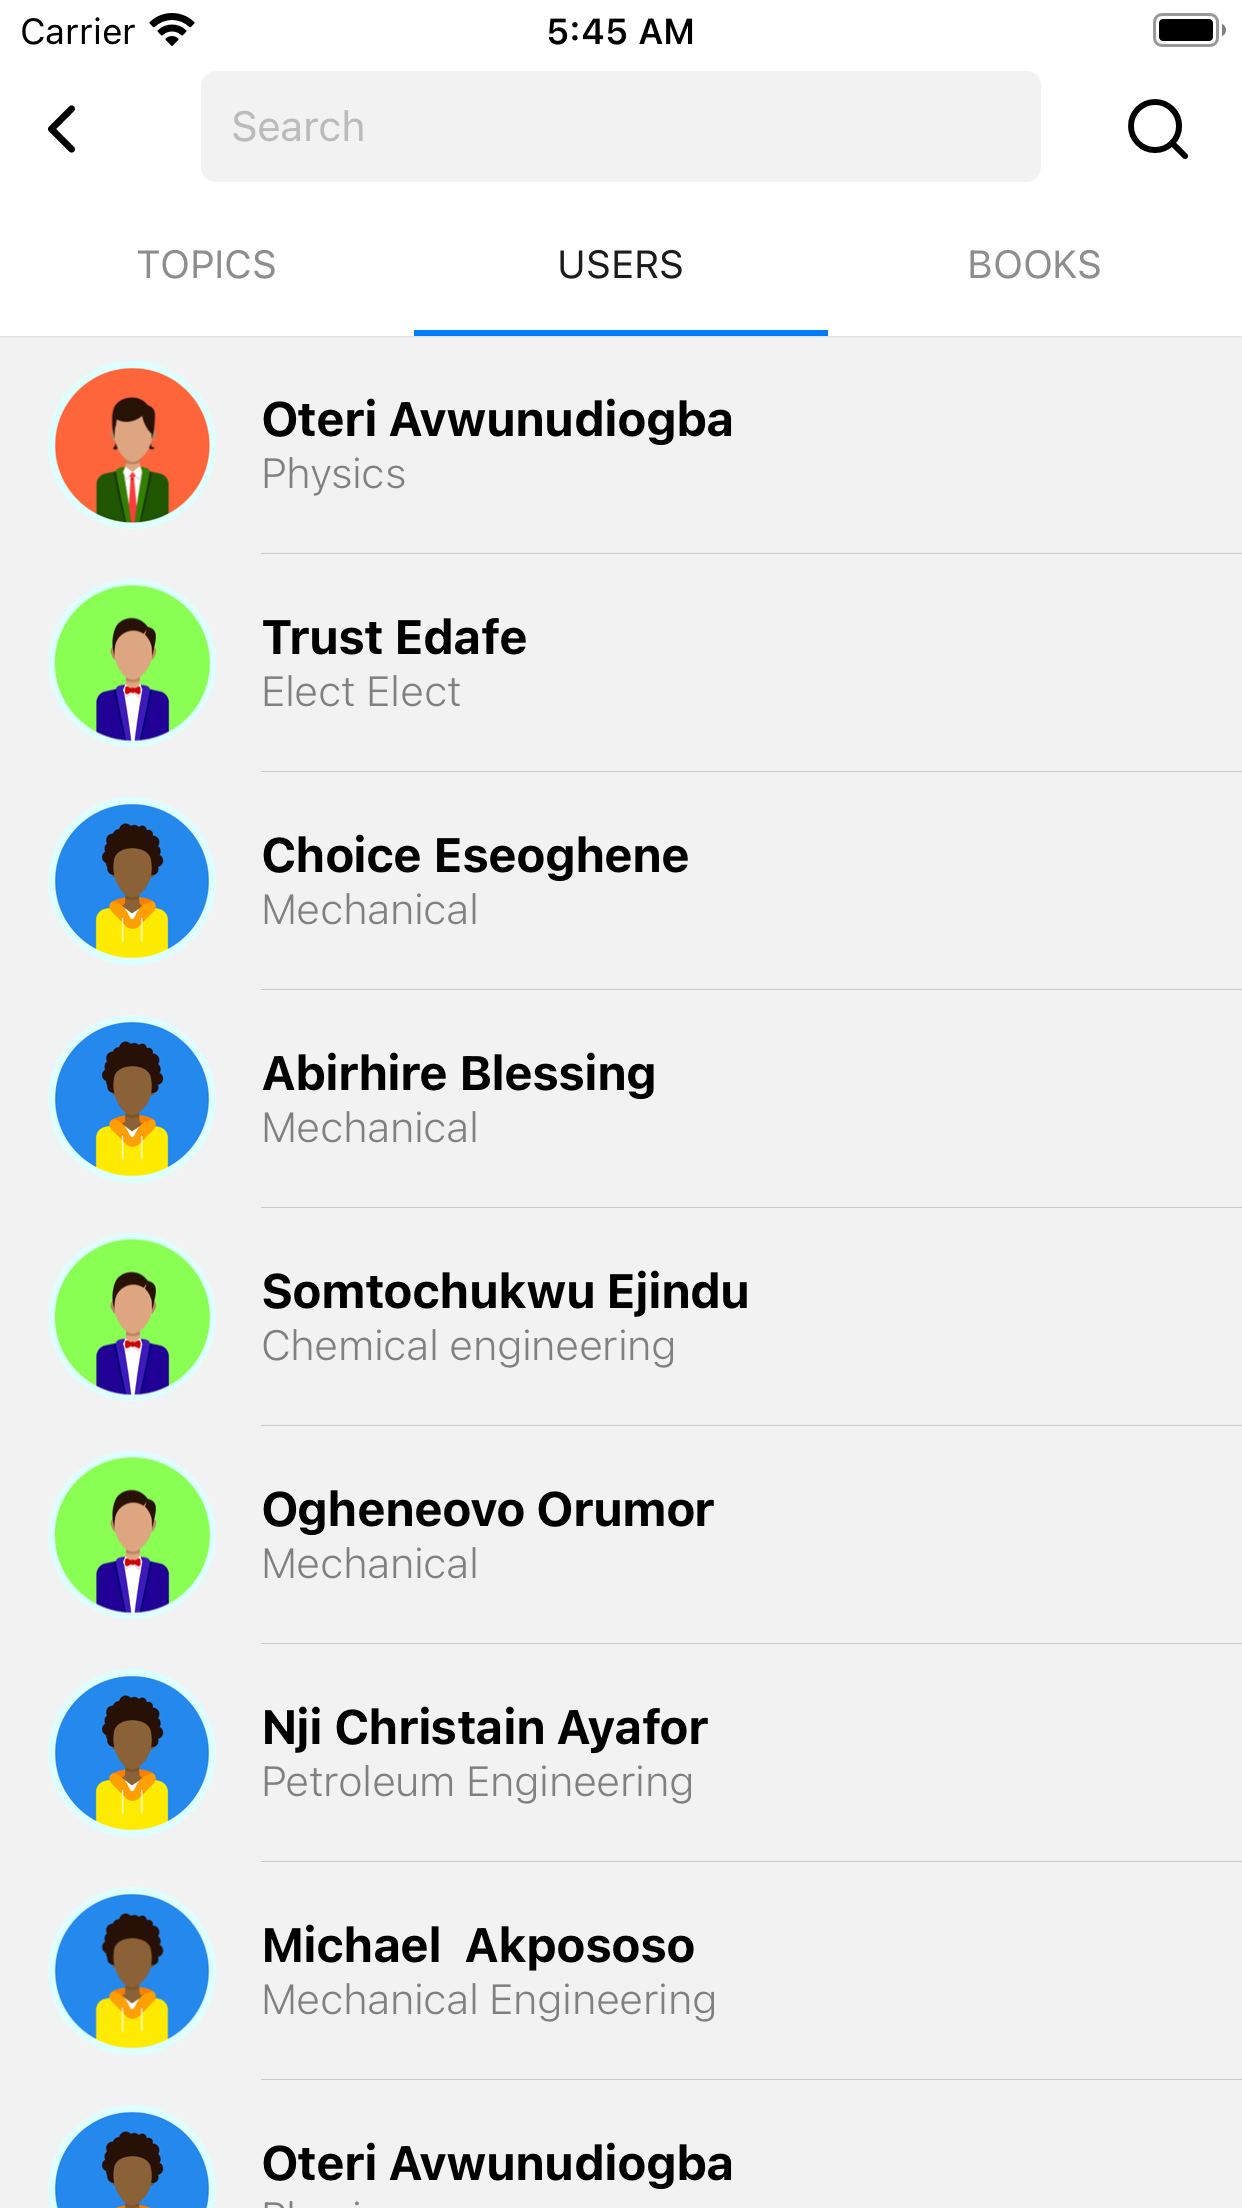 Carrier 5:45 AM
Search
TOPICS USERS BOOKS
Oteri Avwunudiogba
Physics
Trust Edafe
Elect Elect
Choice Eseoghene
Mechanical
Abirhire Blessing
Mechanical
Somtochukwu Ejindu
Chemical engineering
Ogheneovo Orumor
Mechanical
Nji Christain Ayafor
Petroleum Engineering
Michael  Akpososo
Mechanical Engineering
Oteri Avwunudiogba